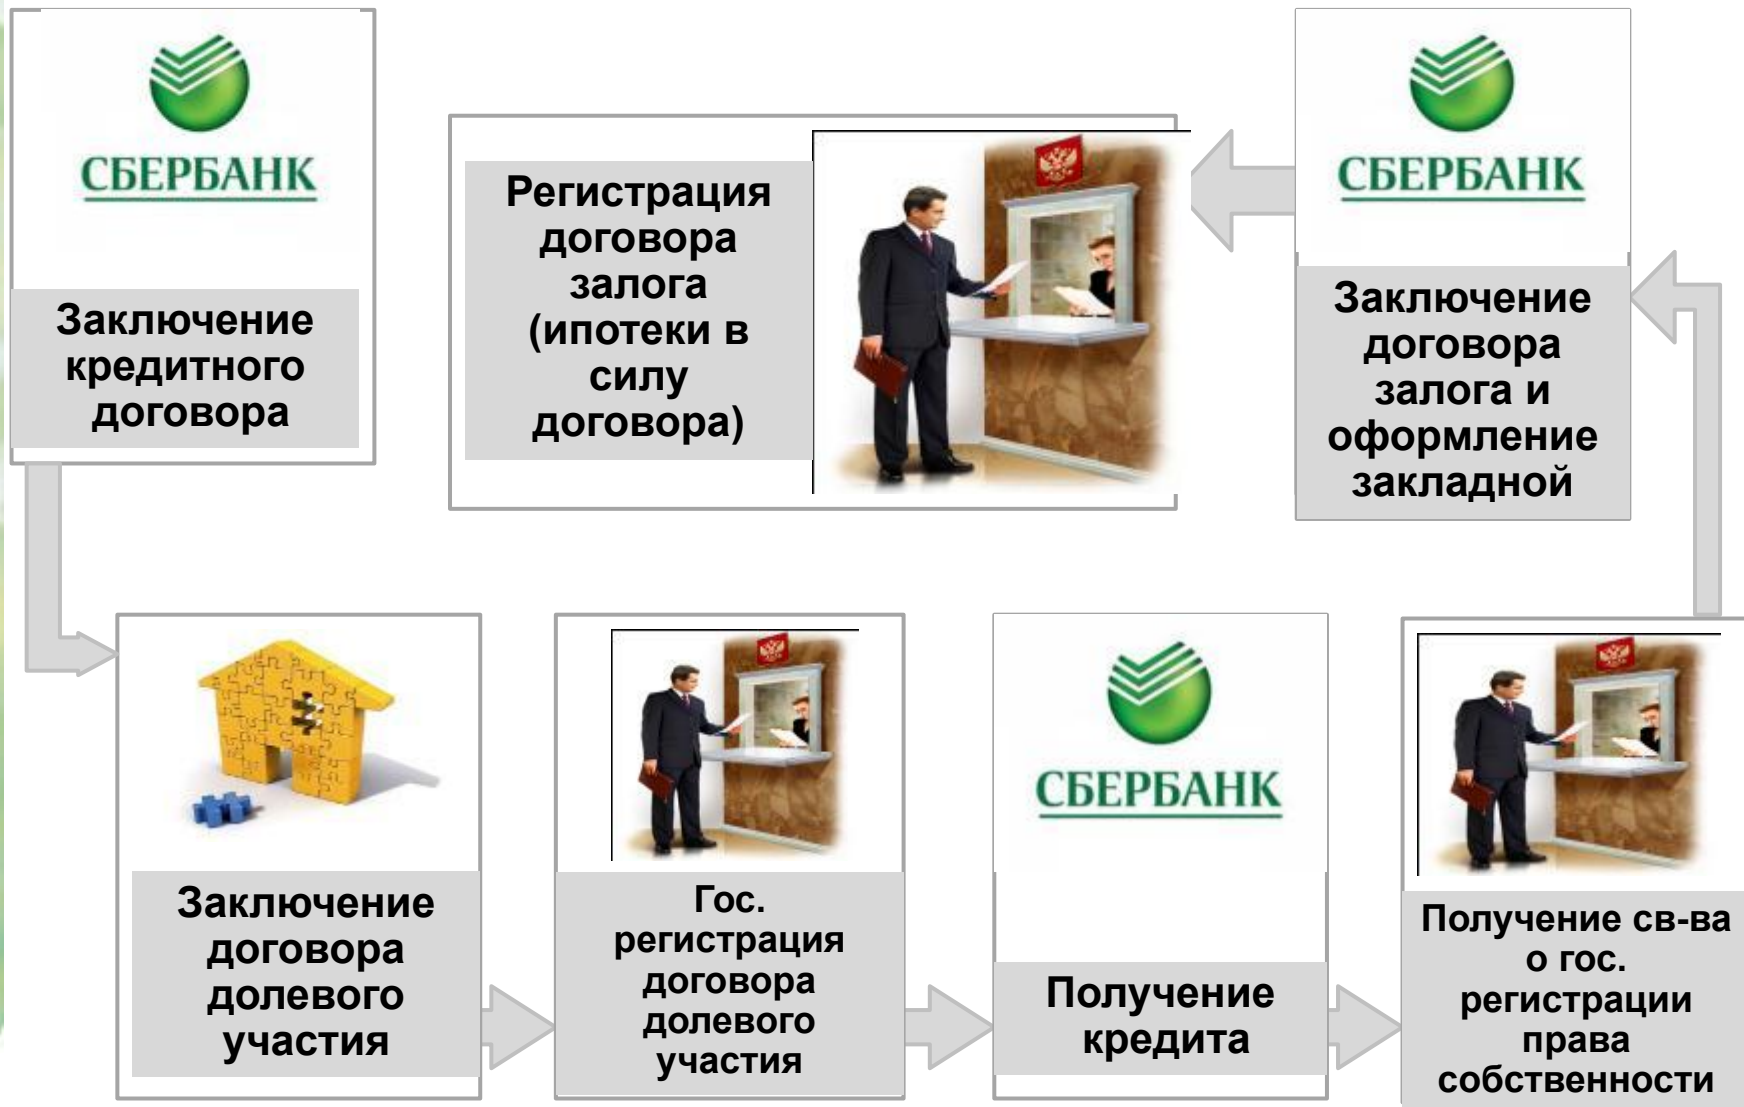 СБЕРБАНК
Заключение
кредитного
договора
Регистрация
договора
залога
(ипотеки в
силу
договора)
СБЕРБАНК
Заключение
договора
залога и
оформление
закладной
Заключение
договора
долевого
участия
Гос.
регистрация
договора
долевого
участия
СБЕРБАНК
Получение
кредита
Получение св-ва
о гос.
регистрации
права
собственности